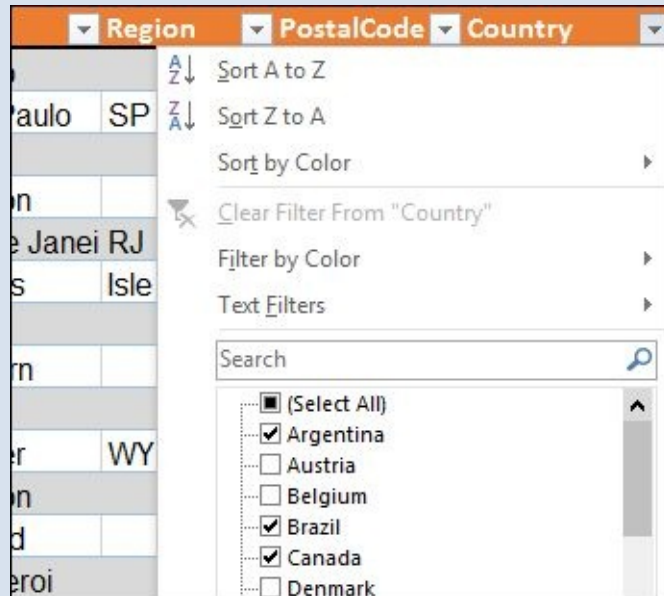 Region PostalCode Country
Sort A to Z
Paulo SP Sort Z to A
Sort by Color
on Clear Filter From "Country"
e Janei RJ Filter by Color
s Isle Text Filters
rn Search
(Select All)
Argentina
er WY Austria
on Belgium
d Brazil
Canada
eroi Denmark